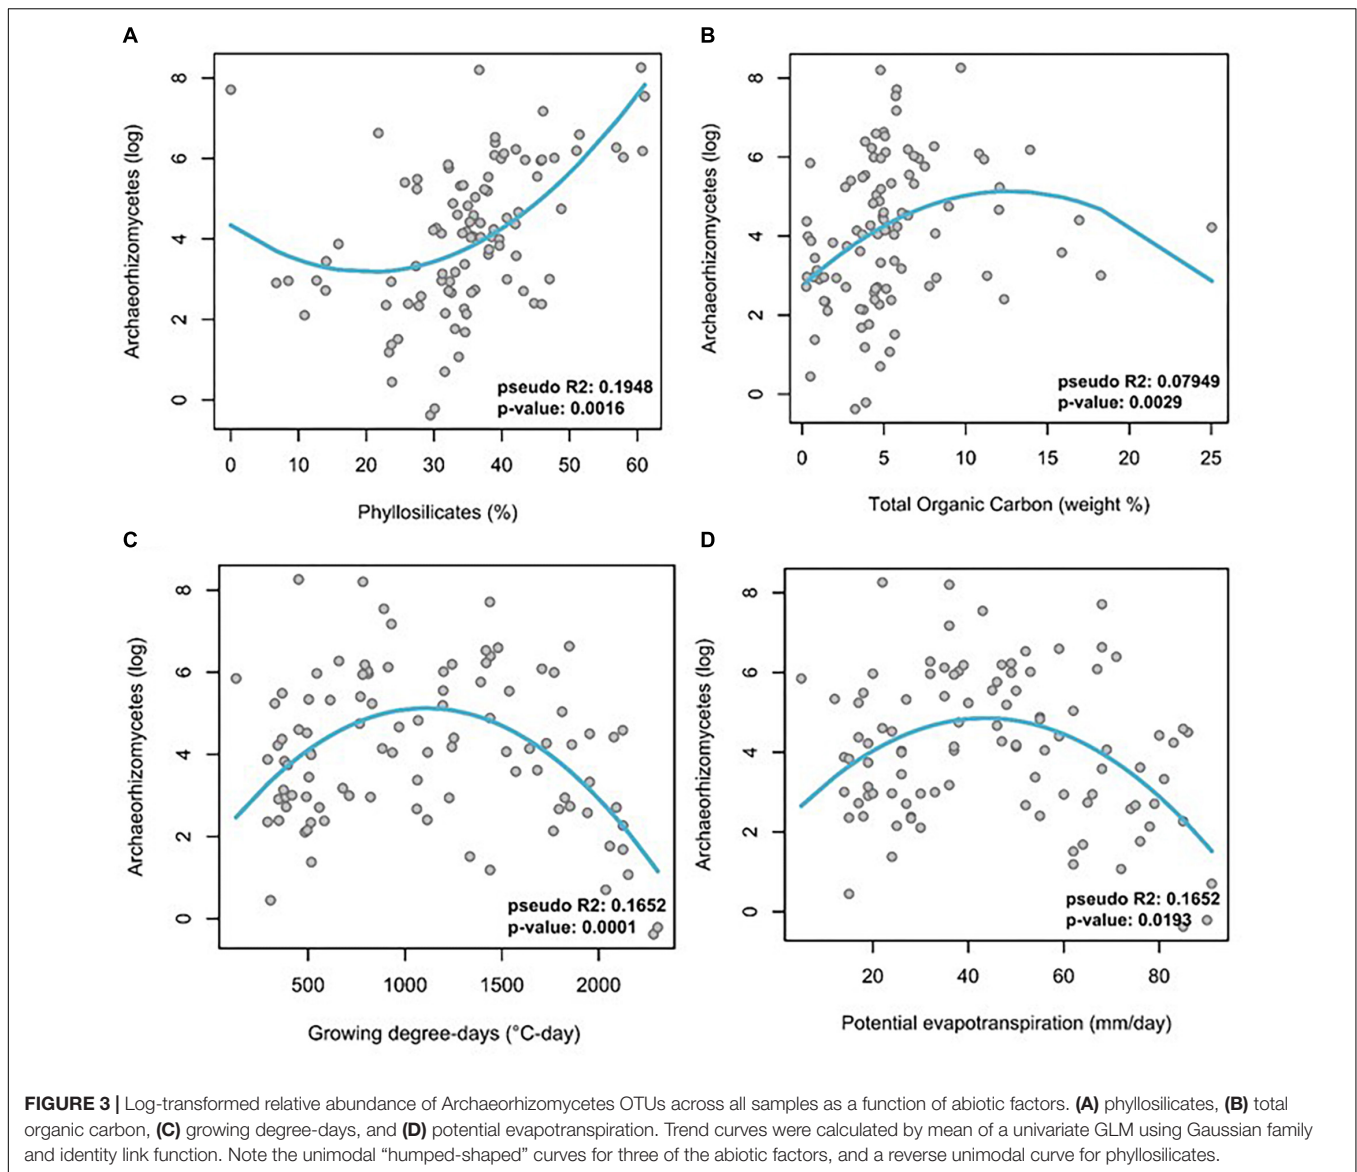 A
8
6
4
2
0
Archaeorhizomycetes (log)
pseudo R2: 0.1948
p-value: 0.0016
0 10 20 30 40 50 60
Phyllosilicates (%)
B
8
6
4
2
0
Archaeorhizomycetes (log)
pseudo R2: 0.07949
p-value: 0.0029
0 5 10 15 20 25
Total Organic Carbon (weight %)
C
8
6
4
2
0
Archaeorhizomycetes (log)
pseudo R2: 0.1652
p-value: 0.0001
500 1000 1500 2000
Growing degree-days (°C-day)
D
8
6
4
2
0
Archaeorhizomycetes (log)
pseudo R2: 0.1652
p-value: 0.0193
20 40 60 80
Potential evapotranspiration (mm/day)
FIGURE 3 | Log-transformed relative abundance of Archaeorhizomycetes OTUs across all samples as a function of abiotic factors. (A) phyllosilicates, (B) total
organic carbon, (C) growing degree-days, and (D) potential evapotranspiration. Trend curves were calculated by mean of a univariate GLM using Gaussian family
and identity link function. Note the unimodal “humped-shaped” curves for three of the abiotic factors, and a reverse unimodal curve for phyllosilicates.